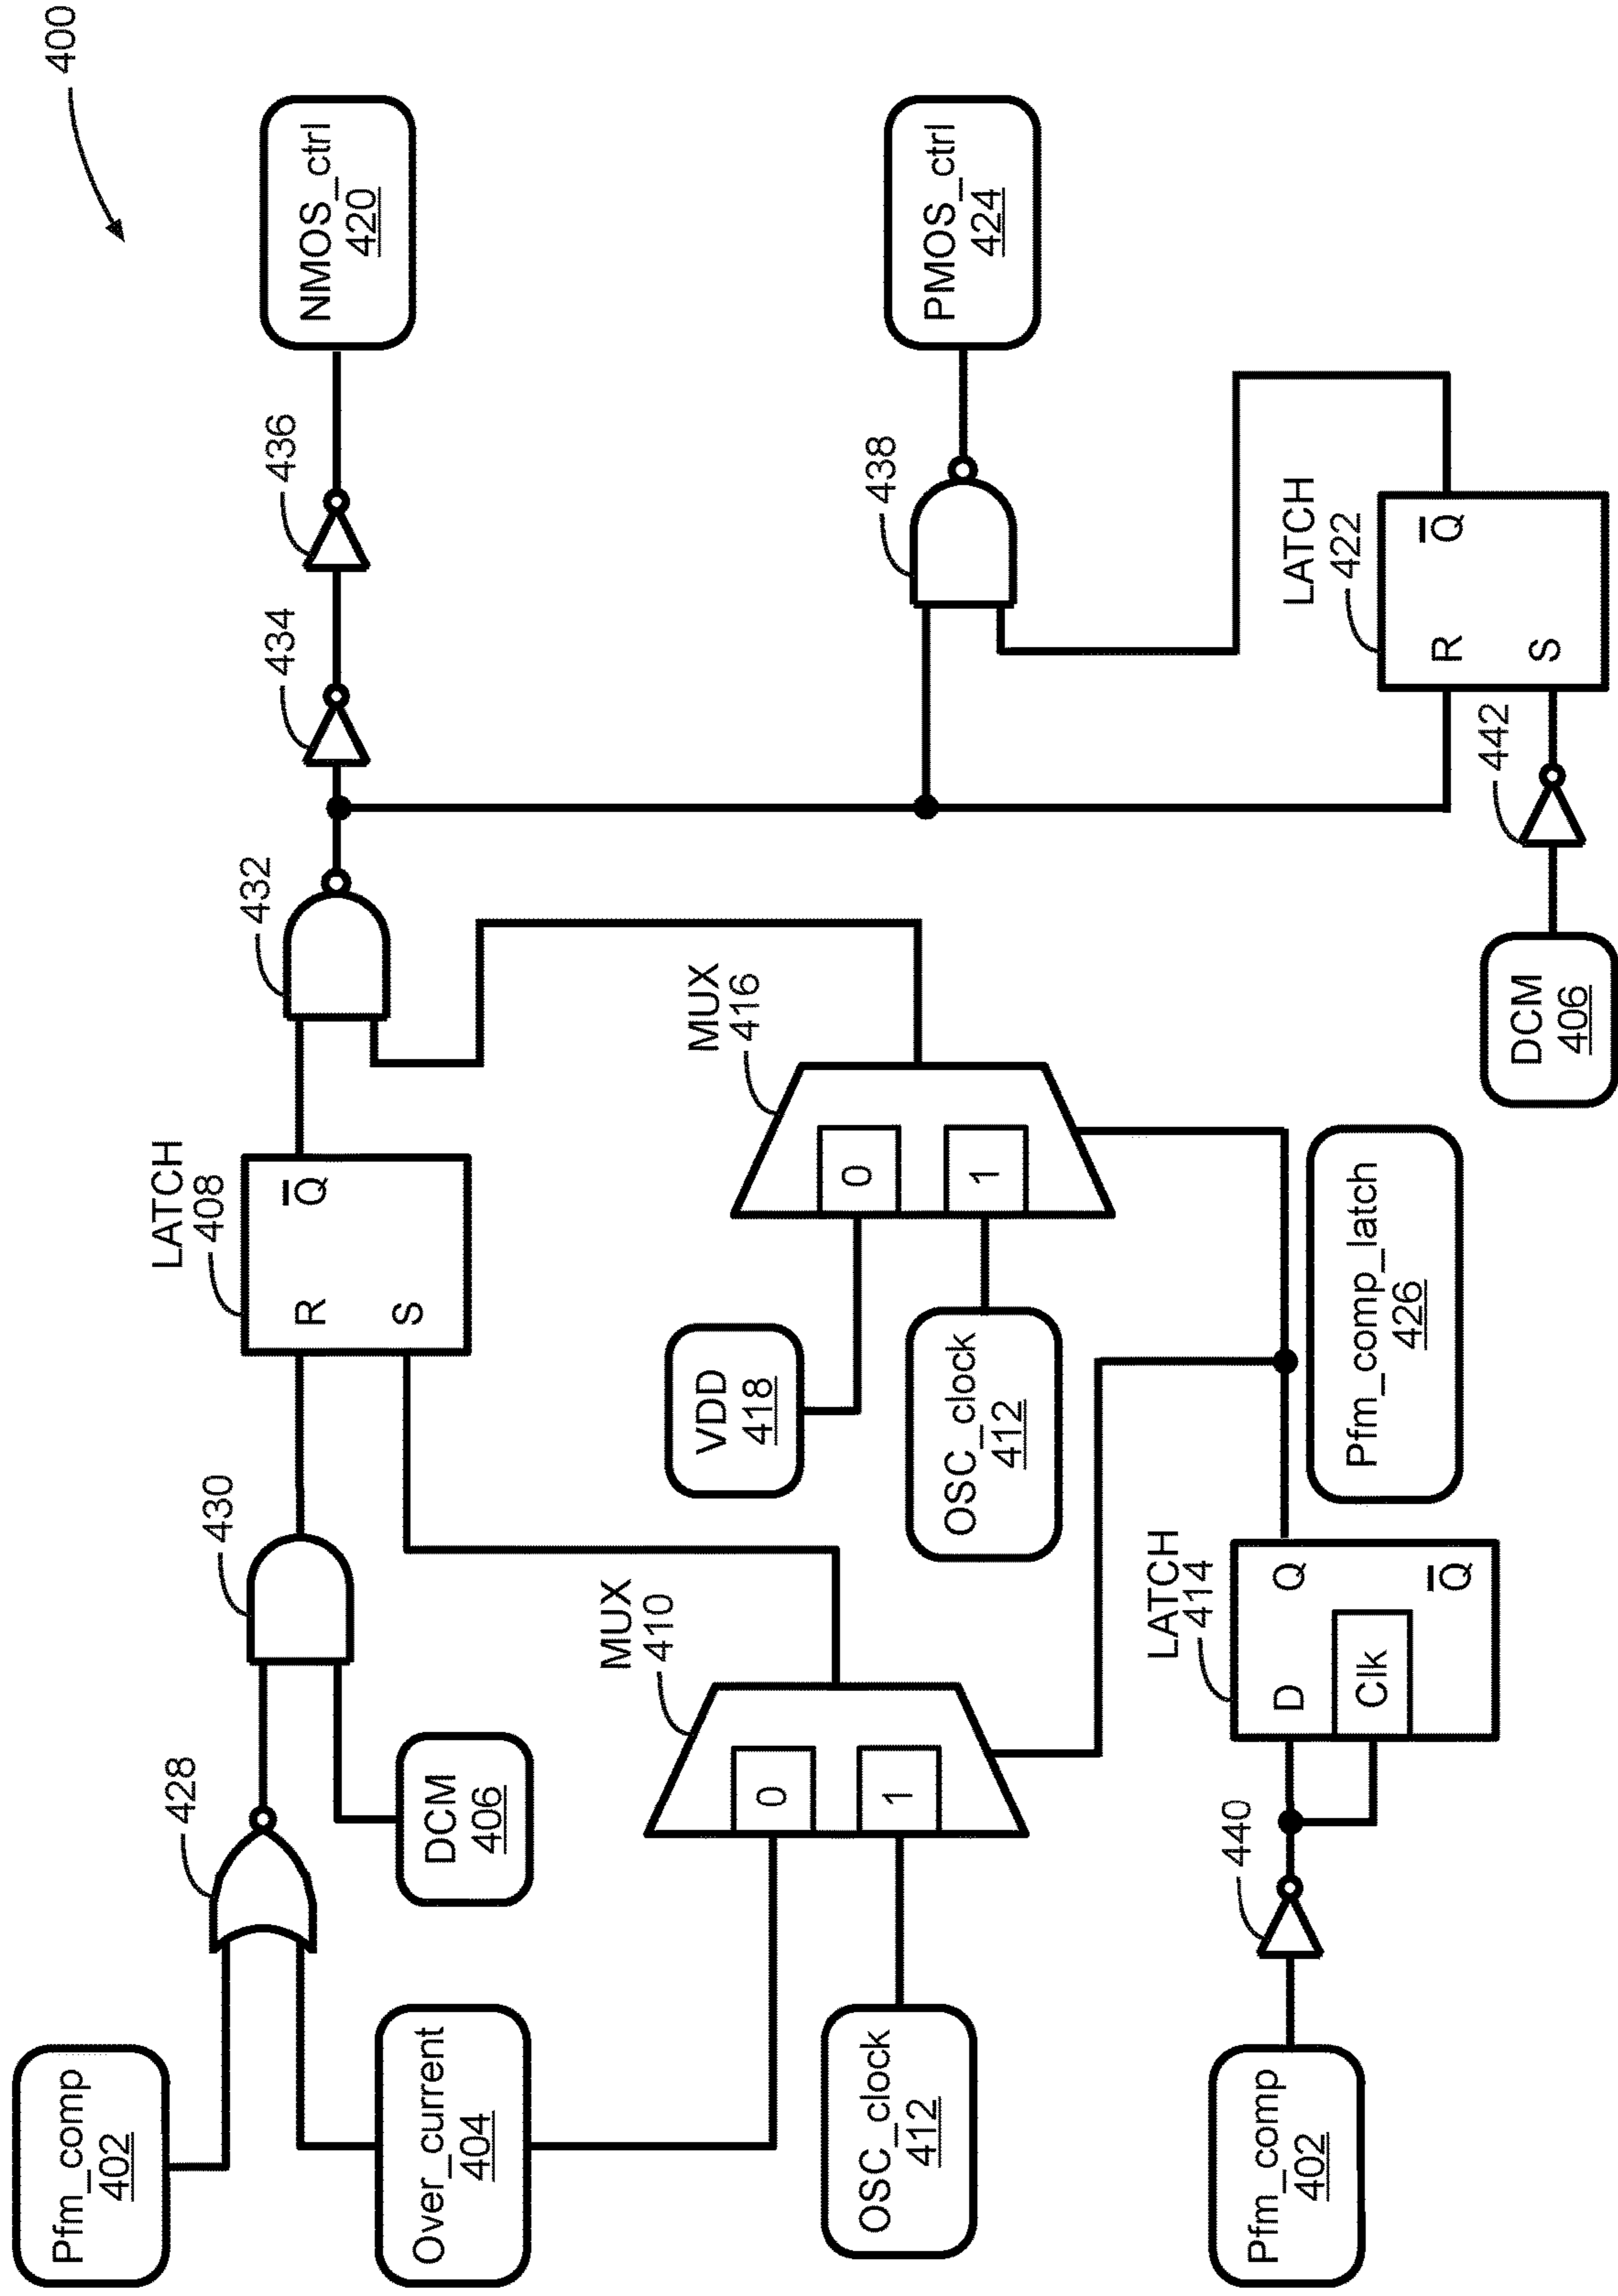 400
Pfm_comp
402
428
Over_current
404
430
DCM
406
LATCH
408
R
Q
S
432
434
436
NMOS_ctrl
420
MUX
410
0
1
OSC_clock
412
VDD
418
OSC_clock
412
MUX
416
0
1
438
PMOS_ctrl
424
Pfm_comp
402
440
LATCH
414
D
Q
Clk
Q
Pfm_comp_latch
426
DCM
406
442
LATCH
422
R
Q
S